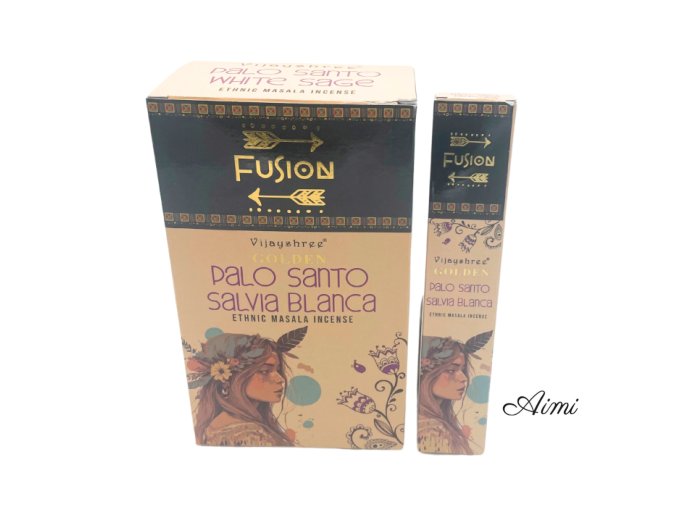 Vijayshree®
Palo Santo
White Sage
ETHNIC MASALA INCENSE
FUSION
Vijayshree®
GOLDEN
Palo Santo
Salvia Blanca
ETHNIC MASALA INCENSE
FUSION
Vijayshree®
GOLDEN
Palo Santo
Salvia Blanca
ETHNIC MASALA INCENSE
Aimi